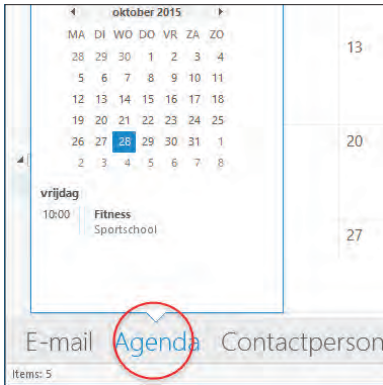 oktober 2015
MA DI WO DO VR ZA ZO
28 29 30 1 2 3 4
5 6 7 8 9 10 11
12 13 14 15 16 17 18
19 20 21 22 23 24 25
26 27 28 29 30 31 1
2 3 4 5 6 7 8
vrijdag
10:00 Fitness
Sportschool
13
20
27
E-mail Agenda Contactperson
Items: 5